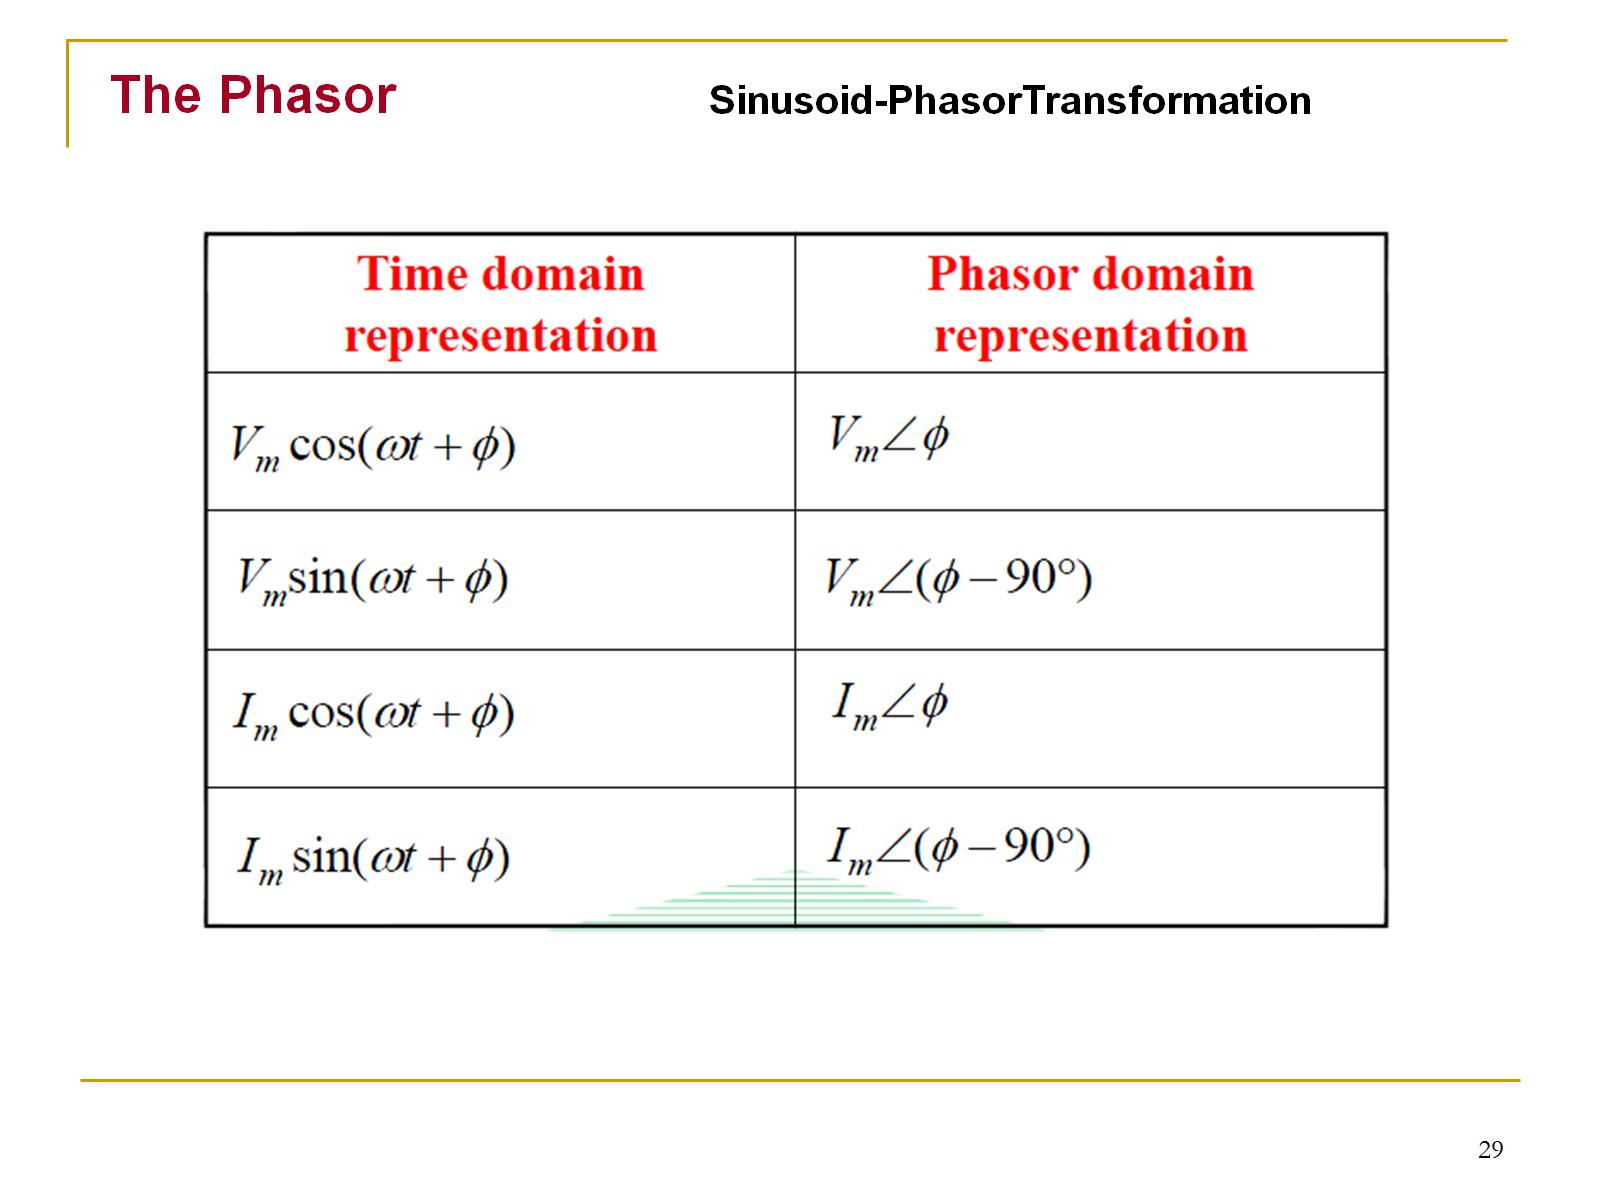 The Phasor
Sinusoid-PhasorTransformation
Time domain
representation
Phasor domain
representation
V_m cos(ωt + ϕ)
V_m∠ϕ
V_m sin(ωt + ϕ)
V_m∠(ϕ − 90°)
I_m cos(ωt + ϕ)
I_m∠ϕ
I_m sin(ωt + ϕ)
I_m∠(ϕ − 90°)
29